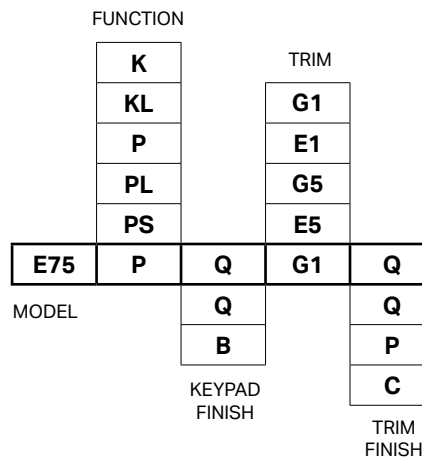 FUNCTION
K
TRIM
KL
G1
P
E1
PL
G5
PS
E5
E75 P Q G1 Q
MODEL
Q
Q
B
P
KEYPAD
FINISH
C
TRIM
FINISH